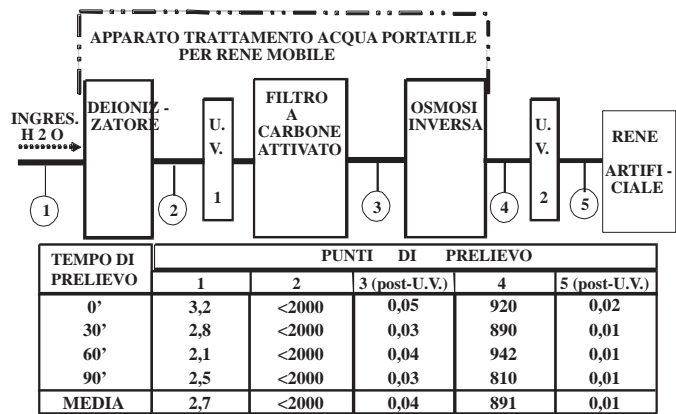 APPARATO TRATTAMENTO ACQUA PORTATILE
PER RENE MOBILE
INGRES.
H 2 O
DEIONIZ -
ZATORE
U.
V.
1
FILTRO
A
CARBONE
ATTIVATO
OSMOSI
INVERSA
U.
V.
2
RENE
ARTIFI -
CIALE
1
2
3
4
5
TEMPO DI PRELIEVO
PUNTI DI PRELIEVO
1 2 3 (post-U.V.) 4 5 (post-U.V.)
0’ 3,2 <2000 0,05 920 0,02
30’ 2,8 <2000 0,03 890 0,01
60’ 2,1 <2000 0,04 942 0,01
90’ 2,5 <2000 0,03 810 0,01
MEDIA 2,7 <2000 0,04 891 0,01